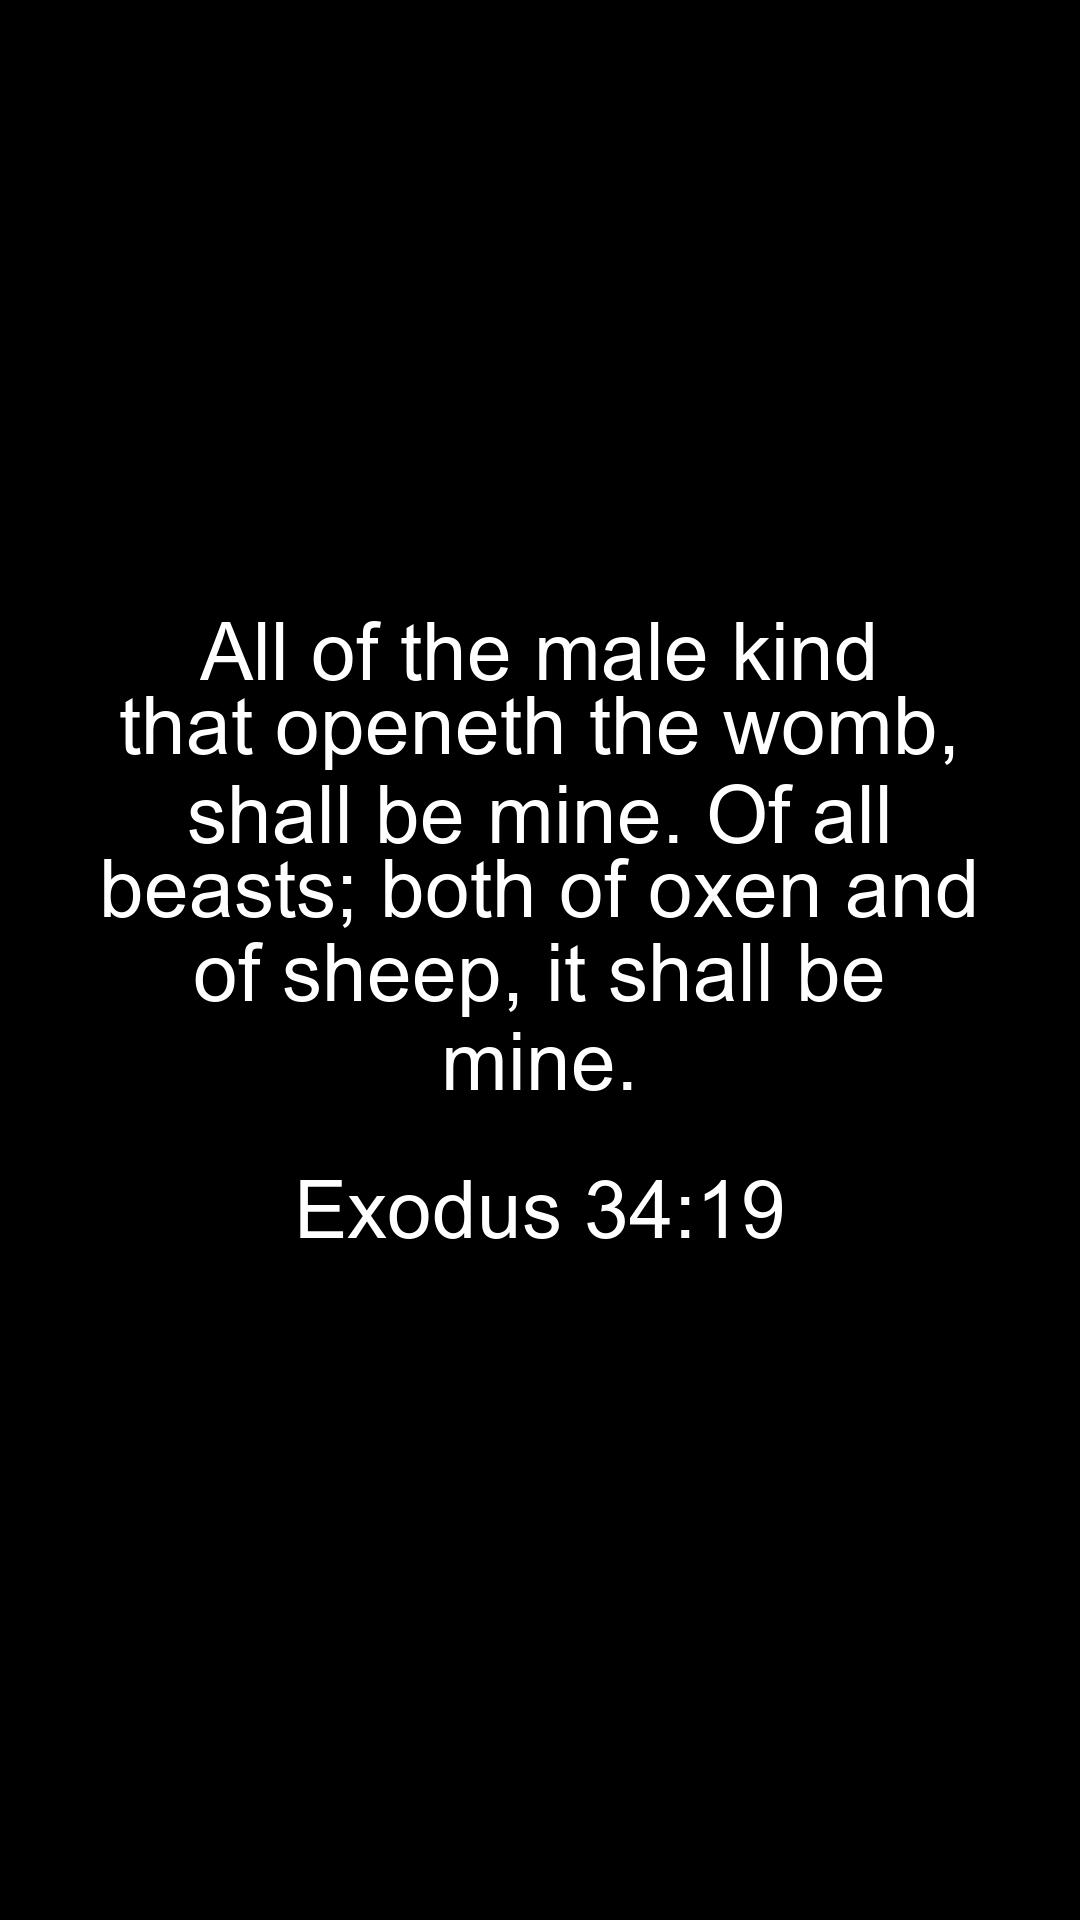 All of the male kind
that openeth the womb,
shall be mine. Of all
beasts; both of oxen and
of sheep, it shall be
mine.
Exodus 34:19